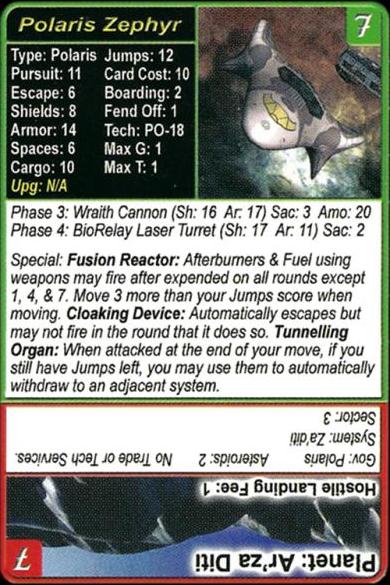 Polaris Zephyr 7
Type: Polaris Jumps: 12
Pursuit: 11 Card Cost: 10
Escape: 6 Boarding: 2
Shields: 8 Fend Off: 1
Armor: 14 Tech: PO-18
Spaces: 6 Max G: 1
Cargo: 10 Max T: 1
Upg: N/A
Phase 3: Wraith Cannon (Sh: 16 Ar: 17) Sac: 3 Amo: 20
Phase 4: BioRelay Laser Turret (Sh: 17 Ar: 11) Sac: 2
Special: Fusion Reactor: Afterburners & Fuel using
weapons may fire after expended on all rounds except
1, 4, & 7. Move 3 more than your Jumps score when
moving. Cloaking Device: Automatically escapes but
may not fire in the round that it does so. Tunnelling
Organ: When attacked at the end of your move, if you
still have Jumps left, you may use them to automatically
withdraw to an adjacent system.
Planet: Ar'za Diti 7
Hostile Landing Fee: 1
Gov: Polaris Asteroids: 2 No Trade or Tech Services.
System: Za'diti
Sector: 3